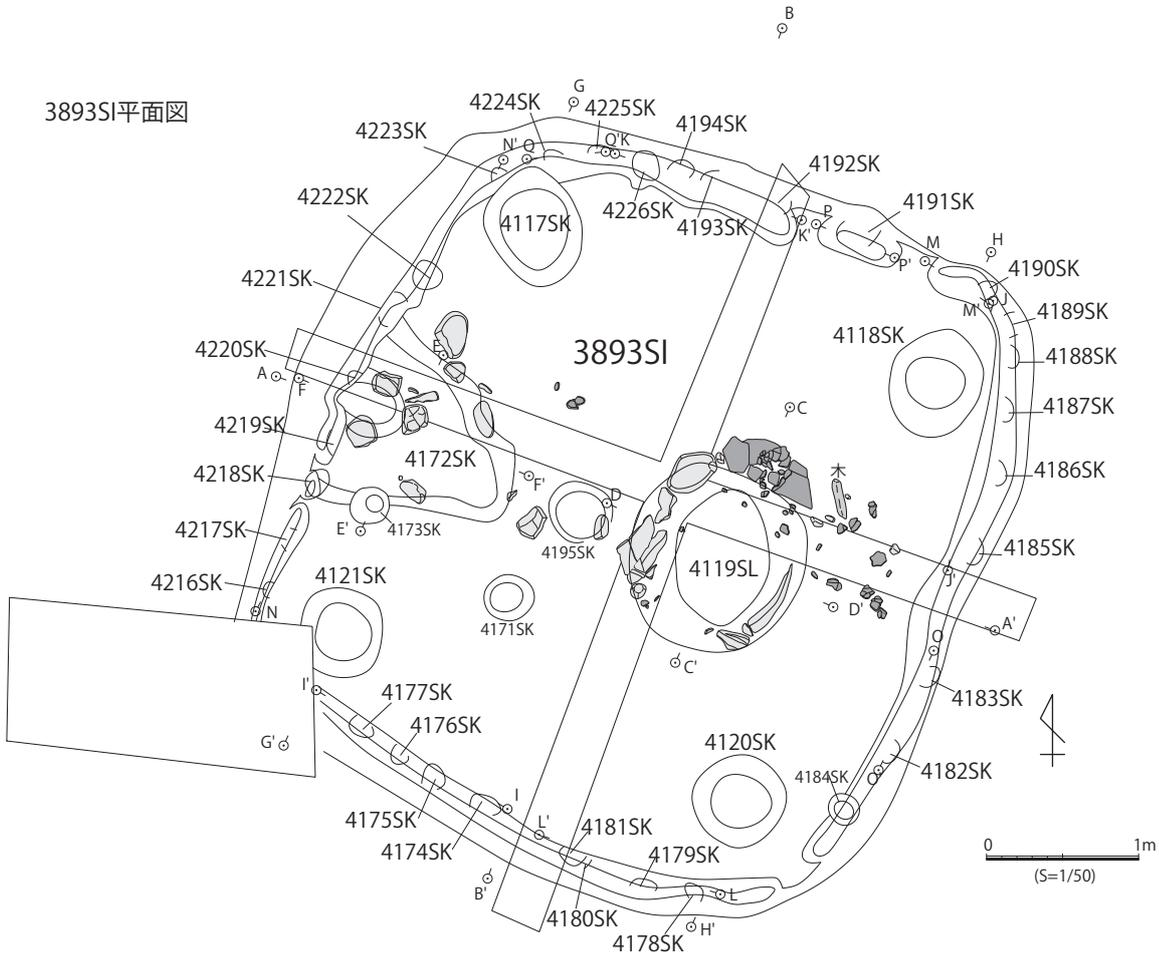 B
G
3893SI平面図
4224SK
4225SK
4194SK
4223SK
N'
Q
Q'
K
4192SK
4222SK
4117SK
4226SK
4193SK
K'
P
4191SK
P'
M
H
4221SK
4190SK
M'
J
4189SK
4118SK
4220SK
E
3893SI
4188SK
A
F
C
4187SK
4219SK
4172SK
木
4186SK
4218SK
F'
D
4217SK
E'
4173SK
4195SK
4119SL
4185SK
4216SK
4121SK
J'
N
4171SK
D'
A'
O
C'
I'
4177SK
4183SK
4176SK
G'
4120SK
4184SK
O'
4182SK
4175SK
I
L'
4181SK
4174SK
4179SK
0
1m
(S=1/50)
B'
L
4180SK
H'
4178SK